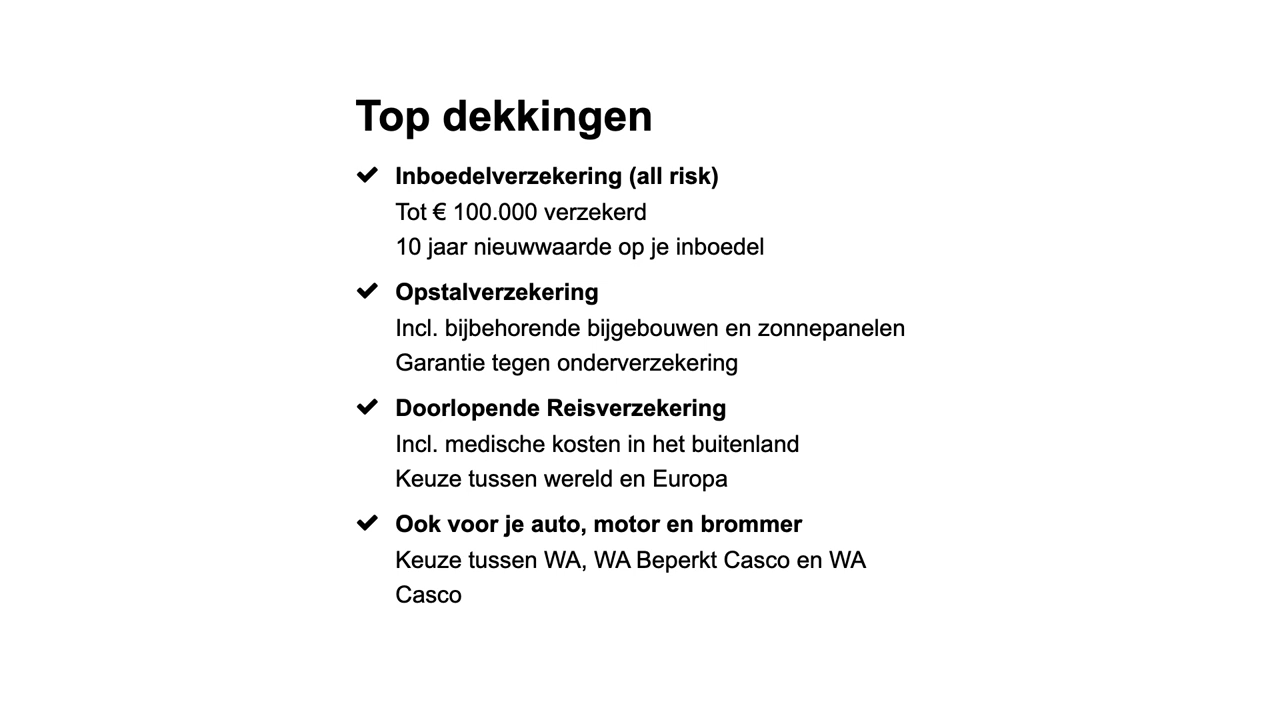 Top dekkingen
Inboedelverzekering (all risk)
Tot € 100.000 verzekerd
10 jaar nieuwwaarde op je inboedel
Opstalverzekering
Incl. bijbehorende bijgebouwen en zonnepanelen
Garantie tegen onderverzekering
Doorlopende Reisverzekering
Incl. medische kosten in het buitenland
Keuze tussen wereld en Europa
Ook voor je auto, motor en brommer
Keuze tussen WA, WA Beperkt Casco en WA
Casco